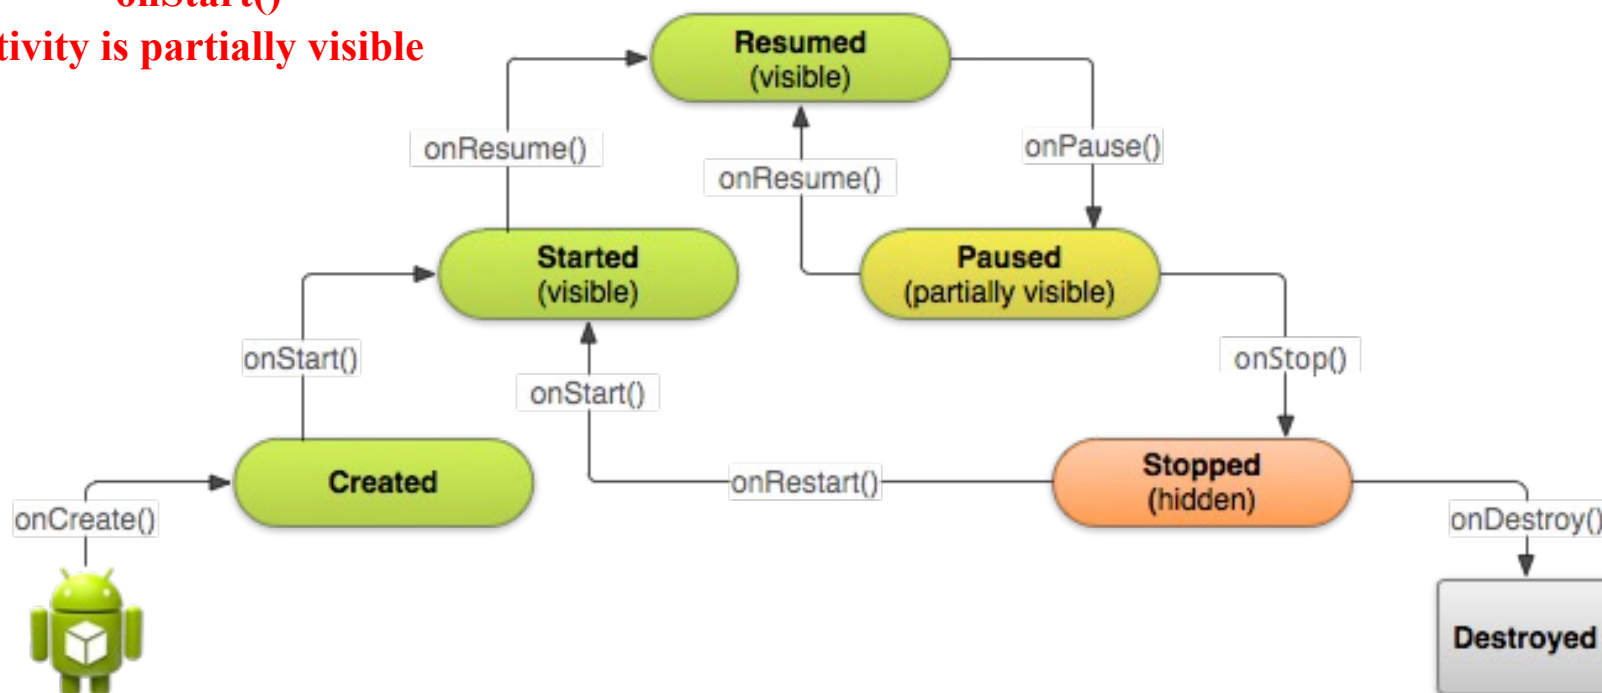 onStart()
tivity is partially visible
Resumed
(visible)
onResume()
onResume()
onPause()
Started
(visible)
Paused
(partially visible)
onStart()
onStart()
onStop()
Created
onRestart()
Stopped
(hidden)
onCreate()
onDestroy()
Destroyed